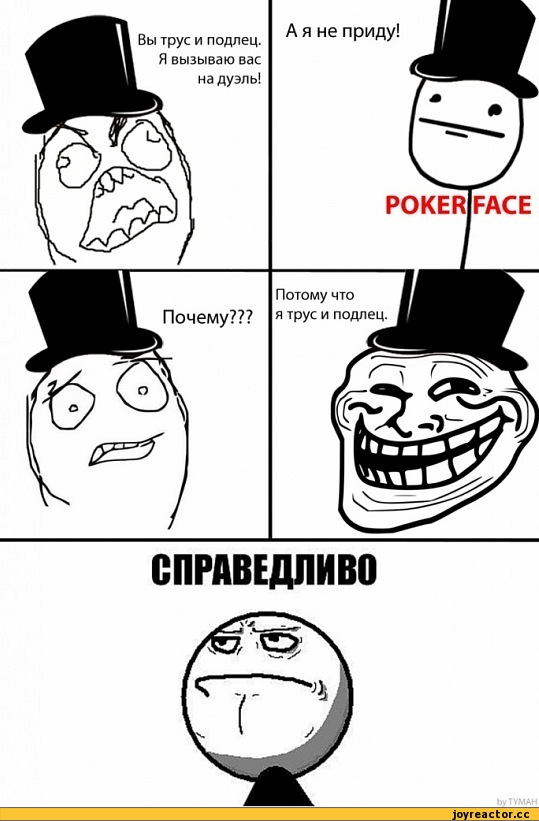 Вы трус и подлец.
Я вызываю вас
на дуэль!
А я не приду!
POKER FACE
Почему???
Потому что
я трус и подлец.
СПРАВЕДЛИВО
by ТУМАН
joyreactor.cc